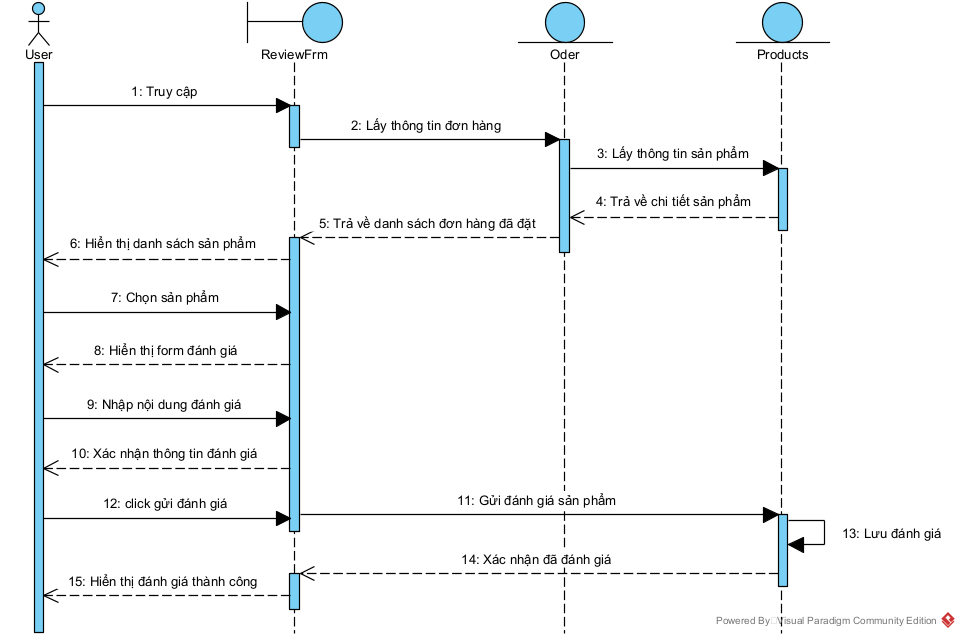 User
ReviewFrm
Oder
Products
1: Truy cập
2: Lấy thông tin đơn hàng
3: Lấy thông tin sản phẩm
4: Trả về chi tiết sản phẩm
5: Trả về danh sách đơn hàng đã đặt
6: Hiển thị danh sách sản phẩm
7: Chọn sản phẩm
8: Hiển thị form đánh giá
9: Nhập nội dung đánh giá
10: Xác nhận thông tin đánh giá
12: click gửi đánh giá
11: Gửi đánh giá sản phẩm
13: Lưu đánh giá
14: Xác nhận đã đánh giá
15: Hiển thị đánh giá thành công
Powered By Visual Paradigm Community Edition